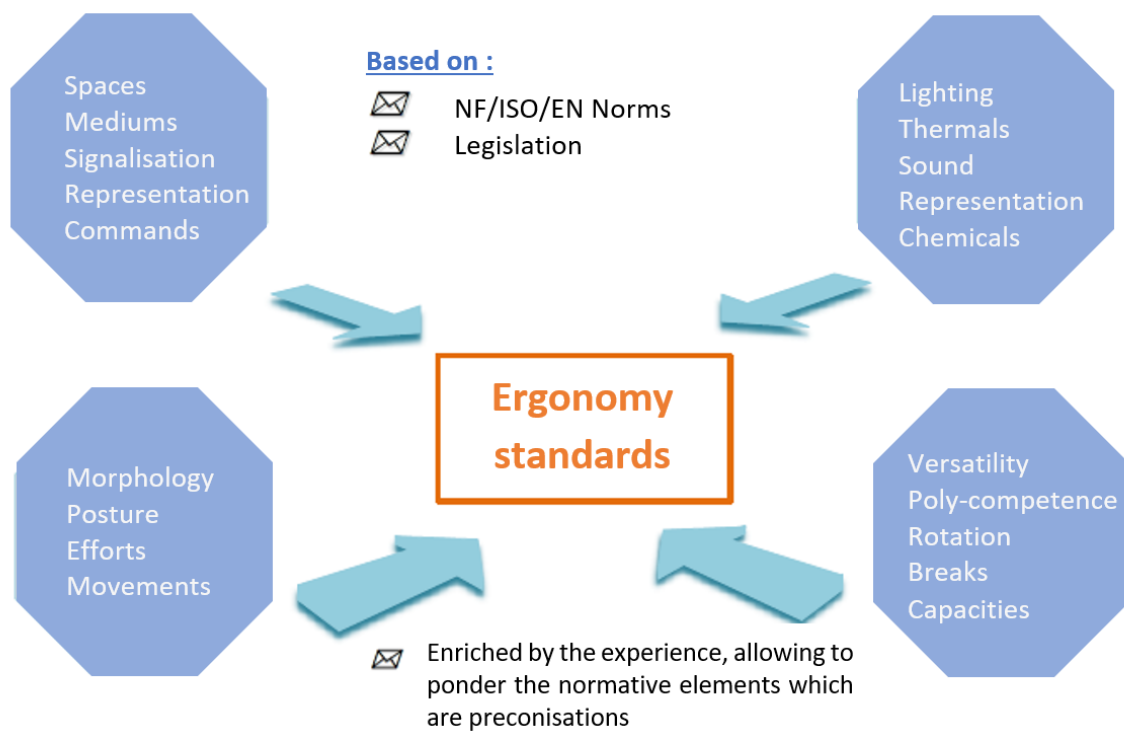 Spaces
Mediums
Signalisation
Representation
Commands
Based on :
NF/ISO/EN Norms
Legislation
Lighting
Thermals
Sound
Representation
Chemicals
Ergonomy
standards
Morphology
Posture
Efforts
Movements
Versatility
Poly-competence
Rotation
Breaks
Capacities
Enriched by the experience, allowing to
ponder the normative elements which
are preconisations